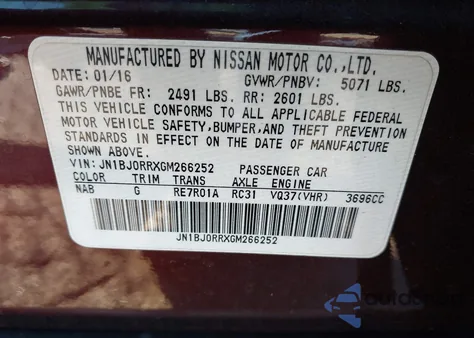 MANUFACTURED BY NISSAN MOTOR CO.,LTD.
DATE: 01/16 GVWR/PNBV: 5071 LBS.
GAWR/PNBE FR: 2491 LBS. RR: 2601 LBS.
THIS VEHICLE CONFORMS TO ALL APPLICABLE FEDERAL
MOTOR VEHICLE SAFETY,BUMPER,AND THEFT PREVENTION
STANDARDS IN EFFECT ON THE DATE OF MANUFACTURE
SHOWN ABOVE.
VIN:JN1BJ0RRXGM266252 PASSENGER CAR
COLOR TRIM TRANS AXLE ENGINE
NAB G RE7R01A RC31 VQ37(VHR) 3696CC
JN1BJ0RRXGM266252